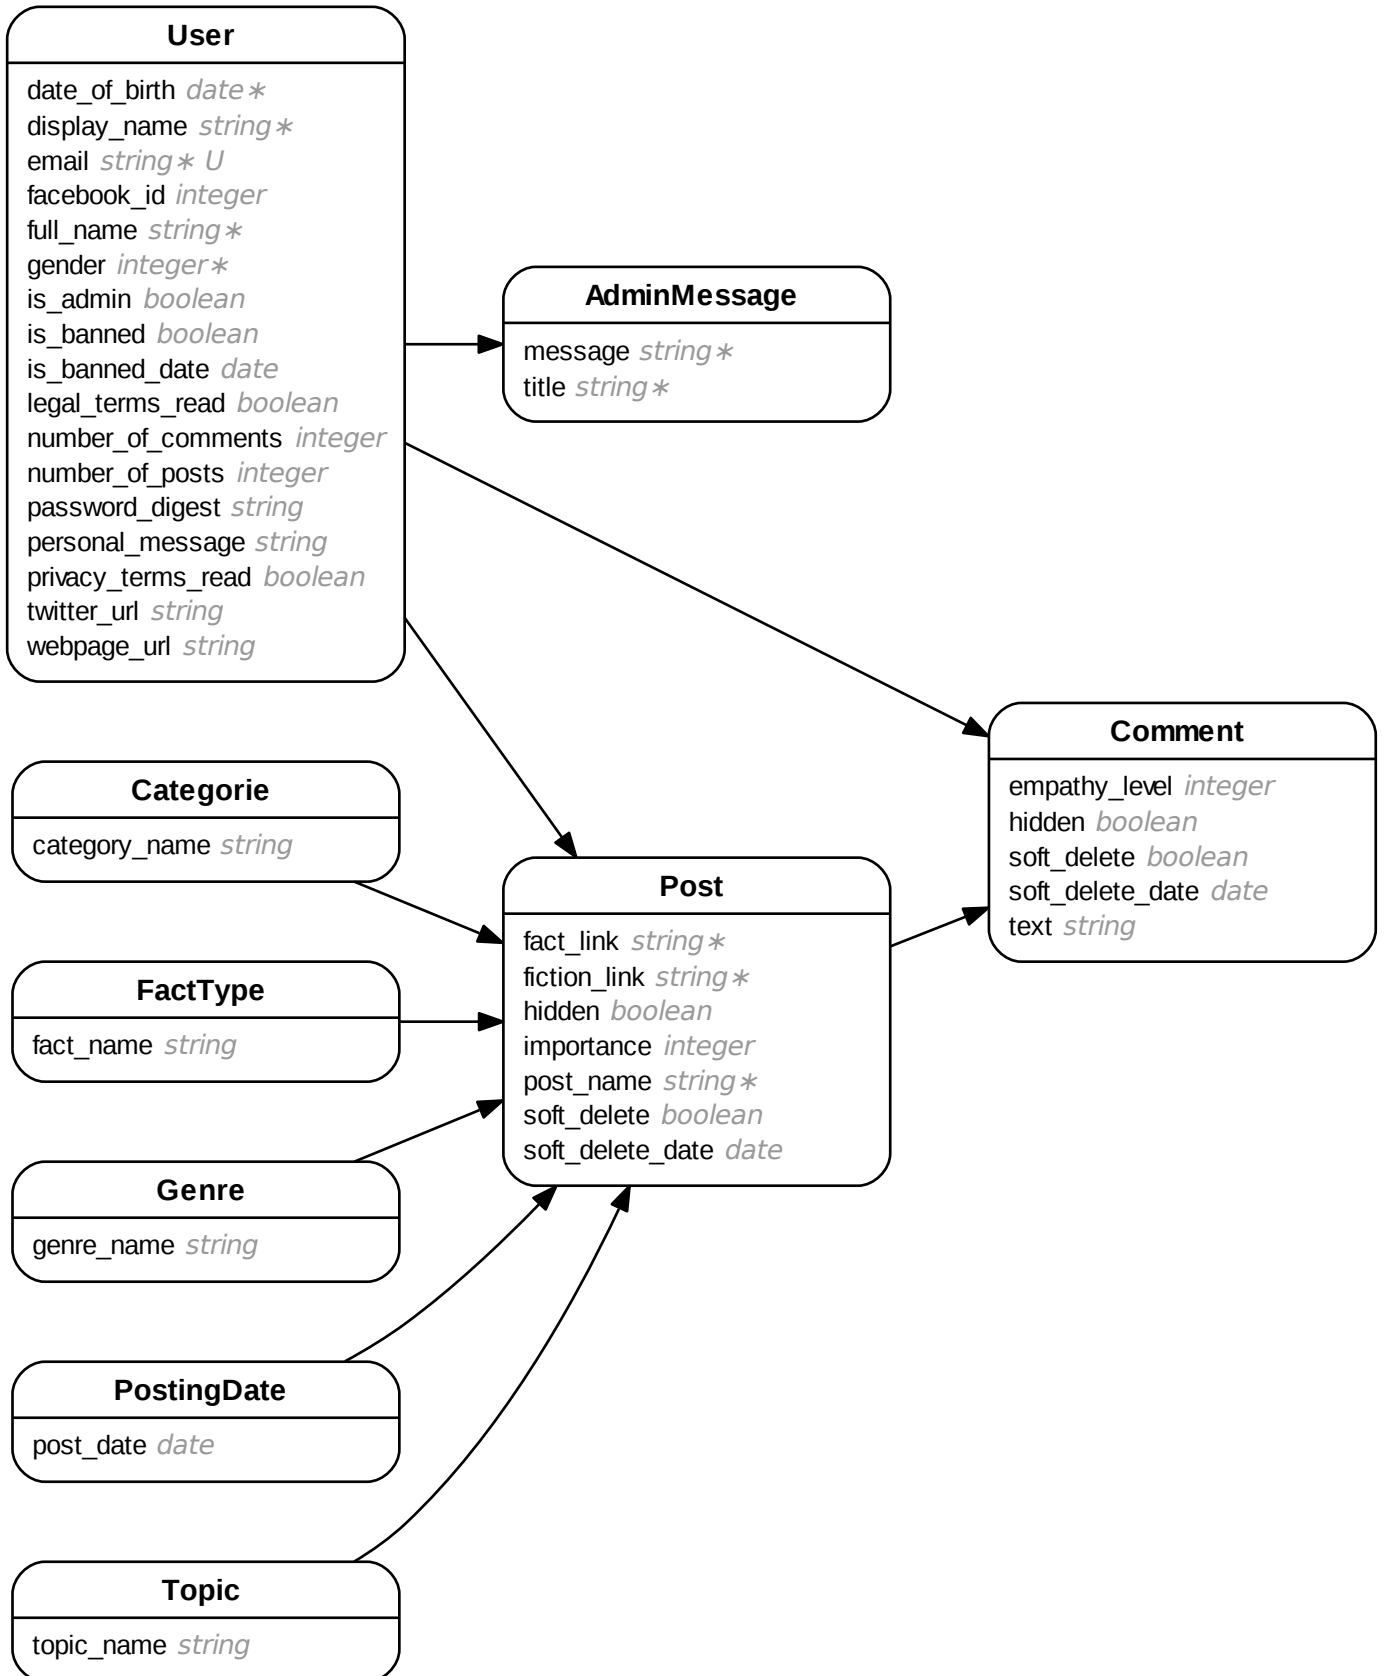 User
date_of_birth date∗
display_name string∗
email string∗ U
facebook_id integer
full_name string∗
gender integer∗
is_admin boolean
is_banned boolean
is_banned_date date
legal_terms_read boolean
number_of_comments integer
number_of_posts integer
password_digest string
personal_message string
privacy_terms_read boolean
twitter_url string
webpage_url string
AdminMessage
message string∗
title string∗
Comment
empathy_level integer
hidden boolean
soft_delete boolean
soft_delete_date date
text string
Categorie
category_name string
Post
fact_link string∗
fiction_link string∗
hidden boolean
importance integer
post_name string∗
soft_delete boolean
soft_delete_date date
FactType
fact_name string
Genre
genre_name string
PostingDate
post_date date
Topic
topic_name string